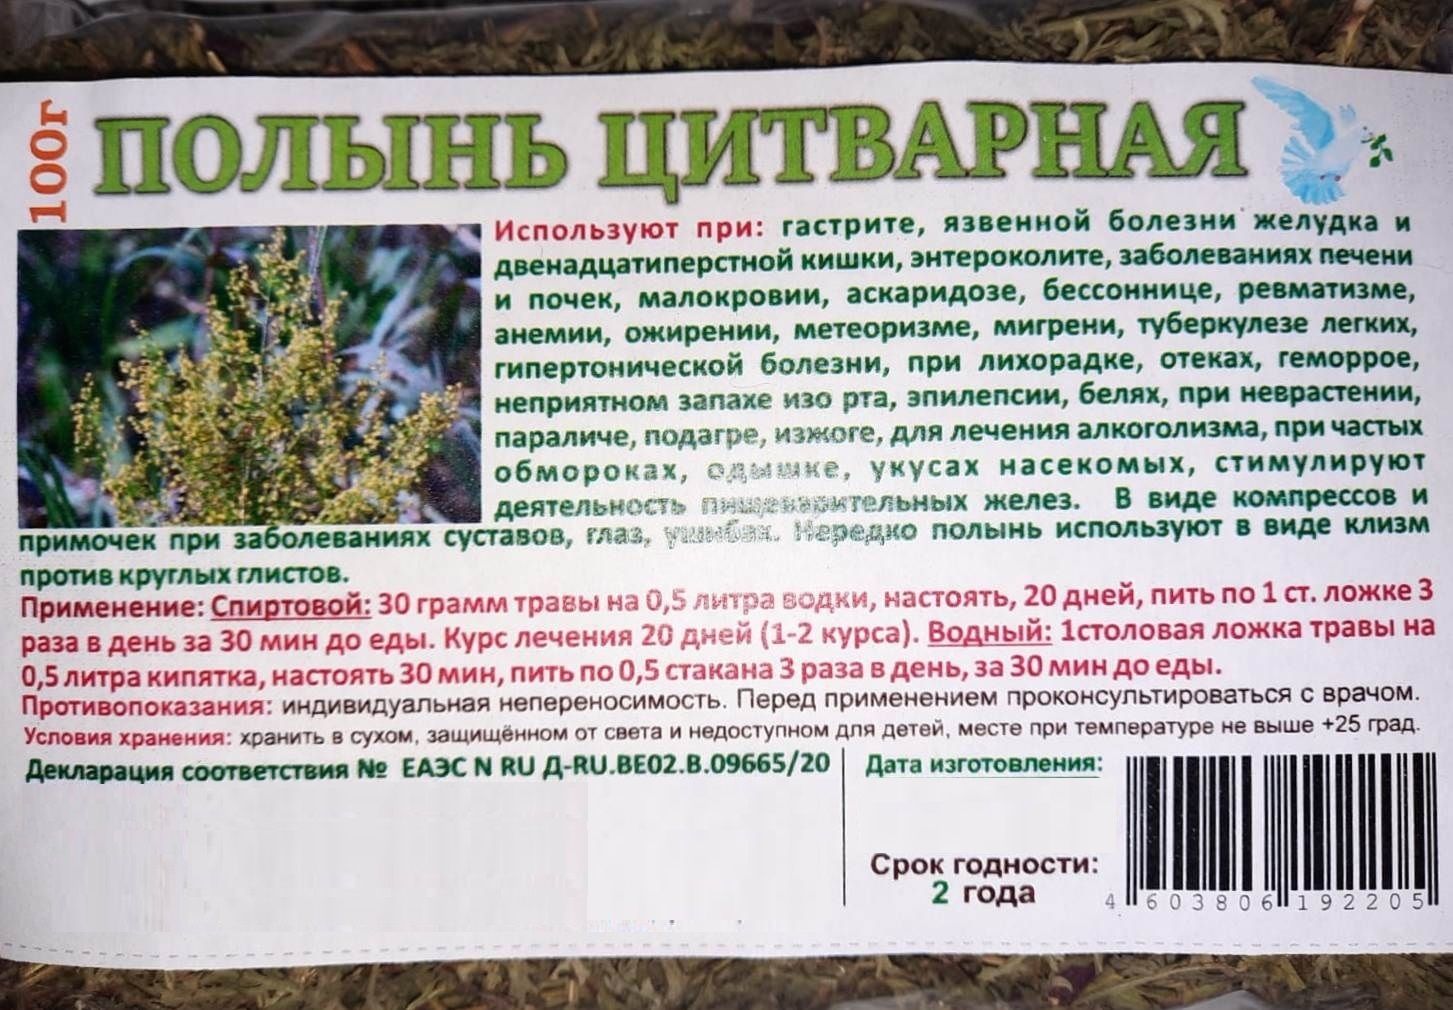 100г
ПОЛЫНЬ ЦИТВАРНАЯ
Используют при: гастрите, язвенной болезни желудка и
двенадцатиперстной кишки, энтероколите, заболеваниях печени
и почек, малокровии, аскаридозе, бессоннице, ревматизме,
анемии, ожирении, метеоризме, мигрени, туберкулезе легких,
гипертонической болезни, при лихорадке, отеках, геморрое,
неприятном запахе изо рта, эпилепсии, белях, при неврастении,
параличе, подагре, изжоге, для лечения алкоголизма, при частых
обмороках, одышке, укусах насекомых, стимулируют
деятельность пищеварительных желез. В виде компрессов и
примочек при заболеваниях суставов, глаз, ушибах. Нередко полынь используют в виде клизм
против круглых глистов.
Применение: Спиртовой: 30 грамм травы на 0,5 литра водки, настоять, 20 дней, пить по 1 ст. ложке 3
раза в день за 30 мин до еды. Курс лечения 20 дней (1-2 курса). Водный: 1столовая ложка травы на
0,5 литра кипятка, настоять 30 мин, пить по 0,5 стакана 3 раза в день, за 30 мин до еды.
Противопоказания: индивидуальная непереносимость. Перед применением проконсультироваться с врачом.
Условия хранения: хранить в сухом, защищённом от света и недоступном для детей, месте при температуре не выше +25 град.
Декларация соответствия № ЕАЭС N RU Д-RU.ВЕ02.В.09665/20
Дата изготовления:
Срок годности:
2 года
4 603806 192205